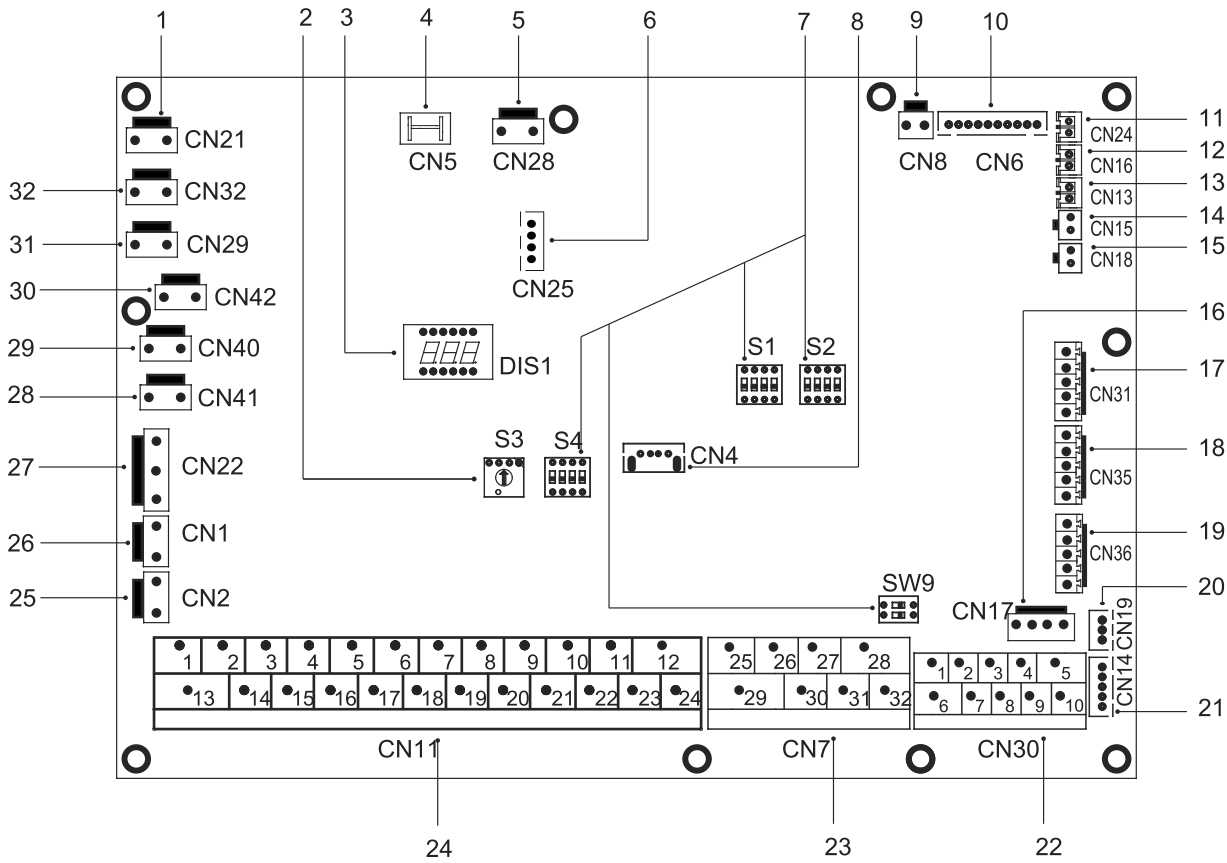 1 2 3 4 5 6 7 8 9 10
CN21
CN5
CN28
CN8
CN6
CN24
11
CN16
12
32
CN32
CN13
13
CN15
14
31
CN29
CN18
15
CN25
30
CN42
16
29
CN40
3
DIS1
S1
S2
CN31
17
28
CN41
S3
S4
CN4
27
CN22
CN35
18
26
CN1
CN36
19
25
CN2
SW9
CN17
CN19
20
1 2 3 4 5 6 7 8 9 10 11 12
25 26 27 28
1 2 3 4 5
CN14
13 14 15 16 17 18 19 20 21 22 23 24
29 30 31 32
6 7 8 9 10
21
CN11
CN7
CN30
24
23
22